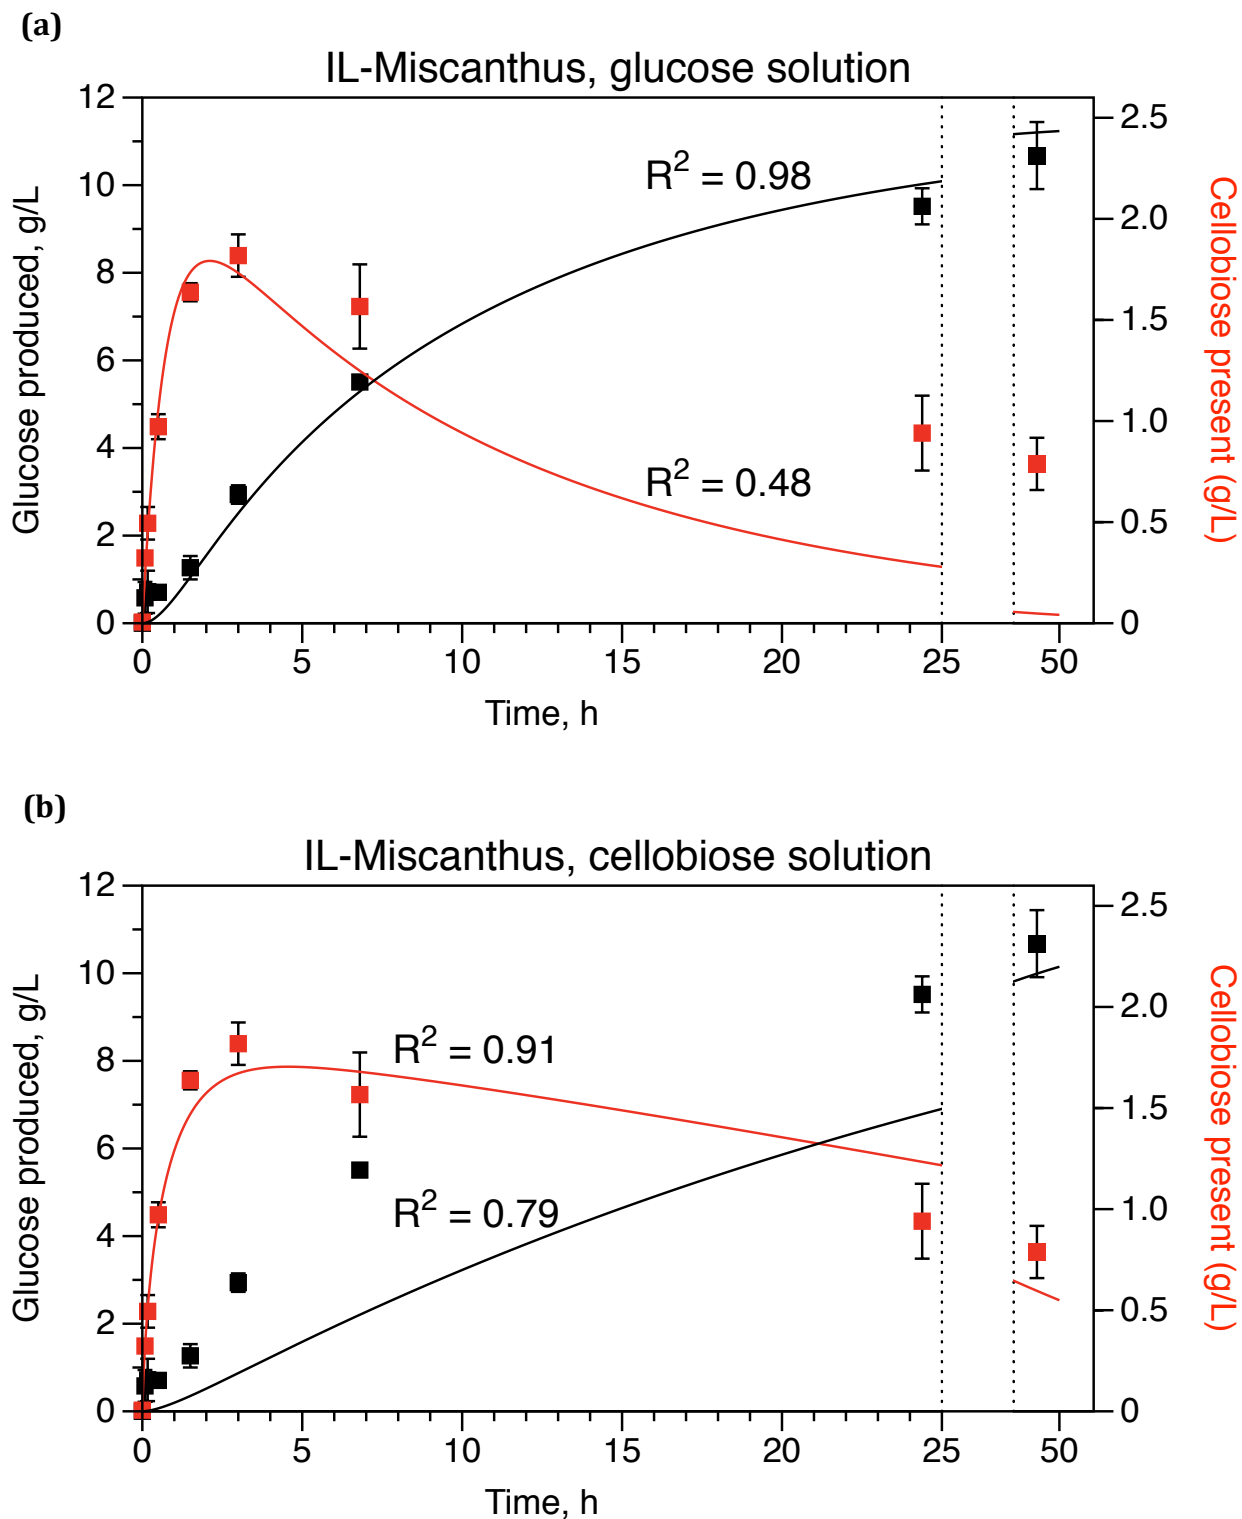 (a)
IL-Miscanthus, glucose solution
12
10
8
6
4
2
0
Glucose produced, g/L
R² = 0.98
R² = 0.48
2.5
2.0
1.5
1.0
0.5
0
Cellobiose present (g/L)
0 5 10 15 20 25 50
Time, h
(b)
IL-Miscanthus, cellobiose solution
12
10
8
6
4
2
0
Glucose produced, g/L
R² = 0.91
R² = 0.79
2.5
2.0
1.5
1.0
0.5
0
Cellobiose present (g/L)
0 5 10 15 20 25 50
Time, h